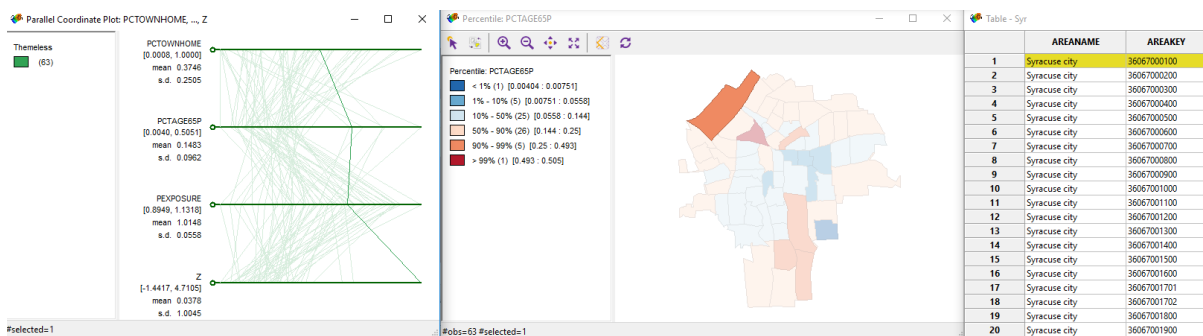 Parallel Coordinate Plot: PCTOWNHOME, ..., Z
Themeless
(63)
PCTOWNHOME
[0.0008, 1.0000]
mean 0.3746
s.d. 0.2505
PCTAGE65P
[0.0040, 0.5051]
mean 0.1483
s.d. 0.0962
PEXPOSURE
[0.8949, 1.1318]
mean 1.0148
s.d. 0.0558
Z
[-1.4417, 4.7105]
mean 0.0378
s.d. 1.0045
#selected=1
Percentile: PCTAGE65P
Percentile: PCTAGE65P
< 1% (1) [0.00404 : 0.00751]
1% - 10% (5) [0.00751 : 0.0558]
10% - 50% (25) [0.0558 : 0.144]
50% - 90% (26) [0.144 : 0.25]
90% - 99% (5) [0.25 : 0.493]
> 99% (1) [0.493 : 0.505]
#obs=63 #selected=1
Table - Syr
AREANAME AREAKEY
1 Syracuse city 36067000100
2 Syracuse city 36067000200
3 Syracuse city 36067000300
4 Syracuse city 36067000400
5 Syracuse city 36067000500
6 Syracuse city 36067000600
7 Syracuse city 36067000700
8 Syracuse city 36067000800
9 Syracuse city 36067000900
10 Syracuse city 36067001000
11 Syracuse city 36067001100
12 Syracuse city 36067001200
13 Syracuse city 36067001300
14 Syracuse city 36067001400
15 Syracuse city 36067001500
16 Syracuse city 36067001600
17 Syracuse city 36067001701
18 Syracuse city 36067001702
19 Syracuse city 36067001800
20 Syracuse city 36067001900